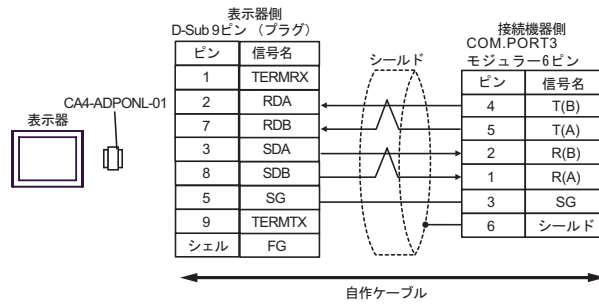 表示器側
D-Sub 9ピン （プラグ）
ピン 信号名
1 TERMRX
2 RDA
7 RDB
3 SDA
8 SDB
5 SG
9 TERMTX
シェル FG
シールド
接続機器側
COM.PORT3
モジュラー6ピン
ピン 信号名
4 T(B)
5 T(A)
2 R(B)
1 R(A)
3 SG
6 シールド
CA4-ADPONL-01
表示器
自作ケーブル